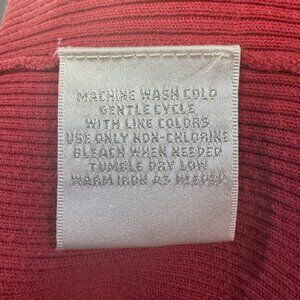 MACHINE WASH COLD
GENTLE CYCLE
WITH LIKE COLORS
USE ONLY NON-CHLORINE
BLEACH WHEN NEEDED
TUMBLE DRY LOW
WARM IRON AS NEEDED